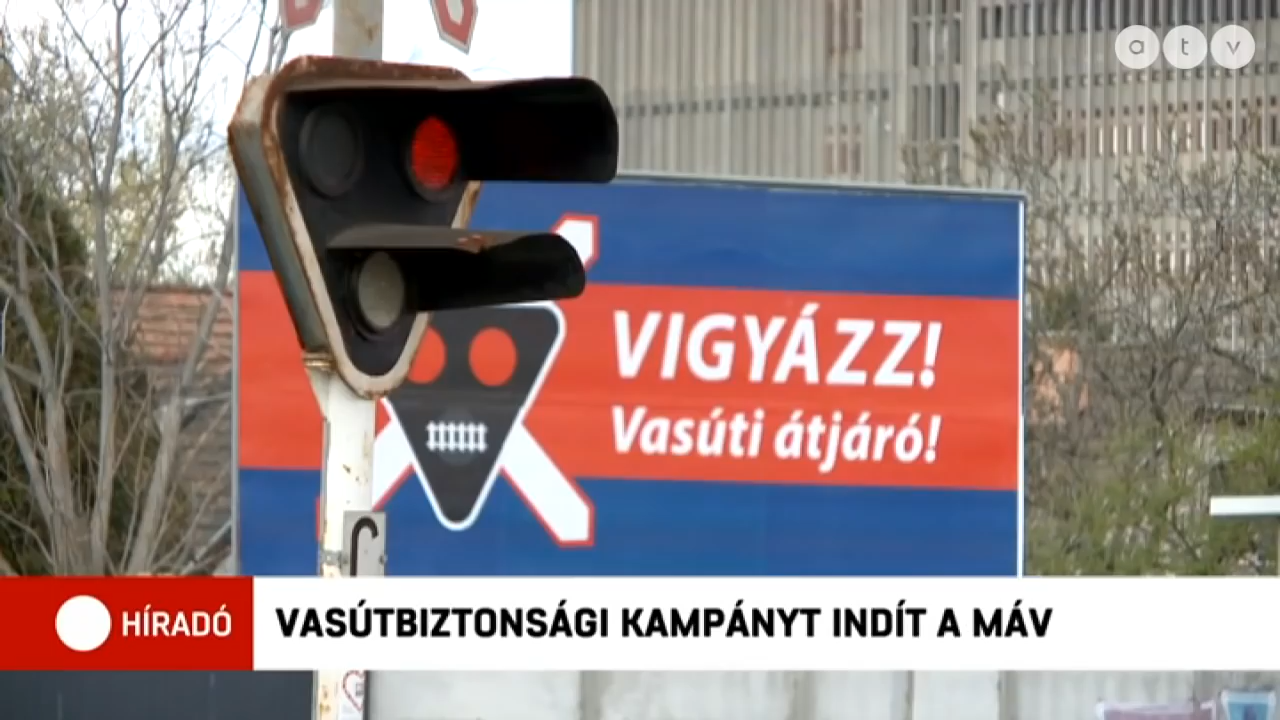 atv
VIGYÁZZ!
Vasúti átjáró!
HÍRADÓ
VASÚTBIZTONSÁGI KAMPÁNYT INDÍT A MÁV